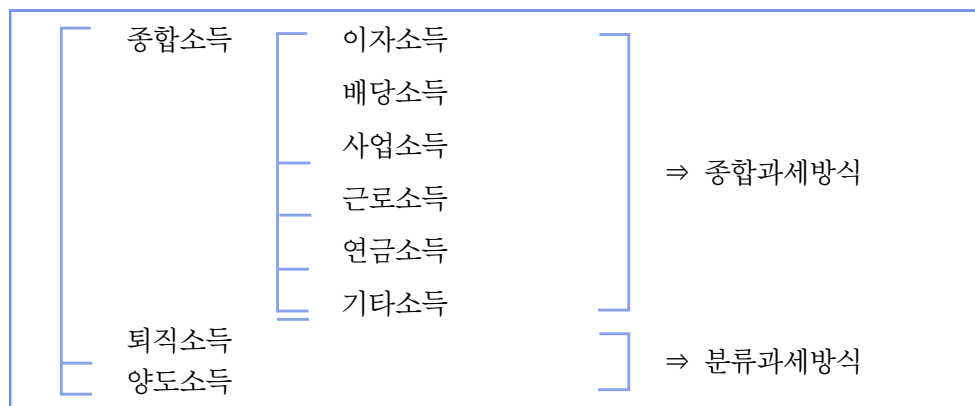 종합소득 이자소득
배당소득
사업소득
⇒ 종합과세방식
근로소득
연금소득
기타소득
퇴직소득
⇒ 분류과세방식
양도소득